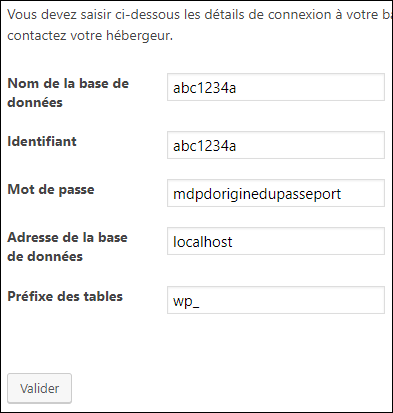 Vous devez saisir ci-dessous les détails de connexion à votre
contactez votre hébergeur.
Nom de la base de
données
abc1234a
Identifiant
abc1234a
Mot de passe
mdpdoriginedupasseport
Adresse de la base
de données
localhost
Préfixe des tables
wp_
Valider